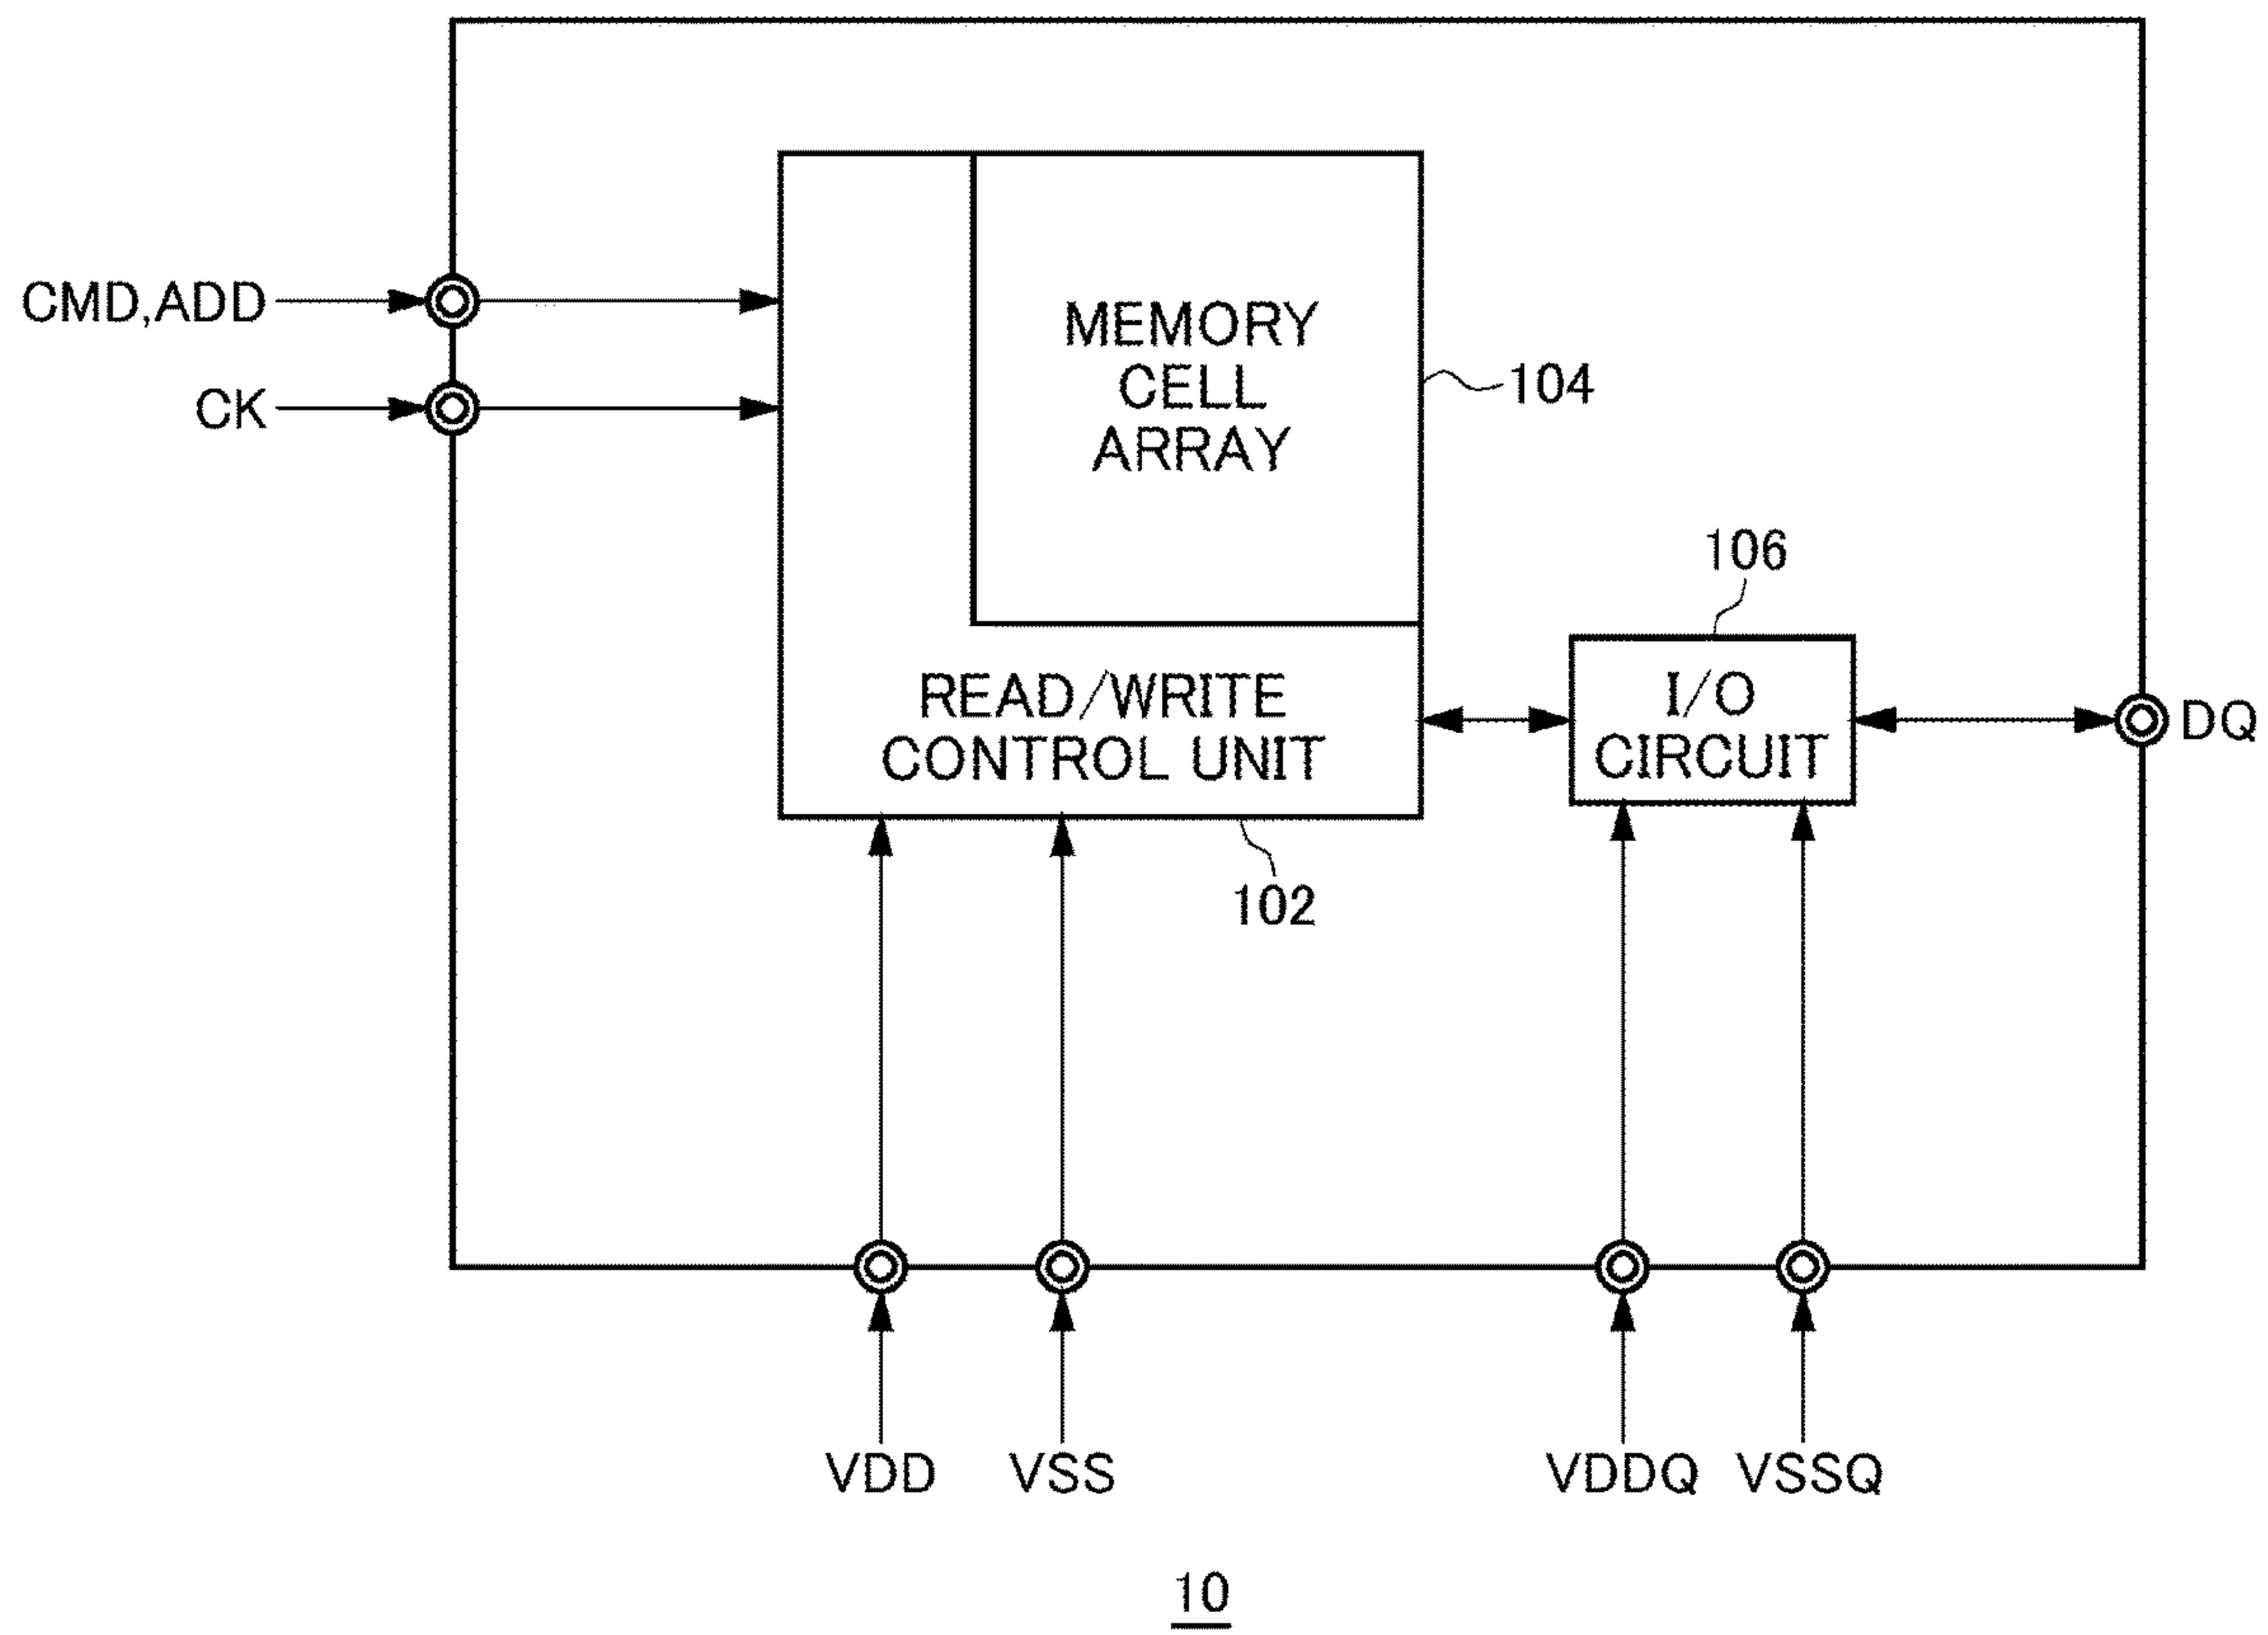 CMD,ADD
CK
MEMORY
CELL
ARRAY
104
106
READ/WRITE
CONTROL UNIT
I/O
CIRCUIT
DQ
102
VDD
VSS
VDDQ
VSSQ
10